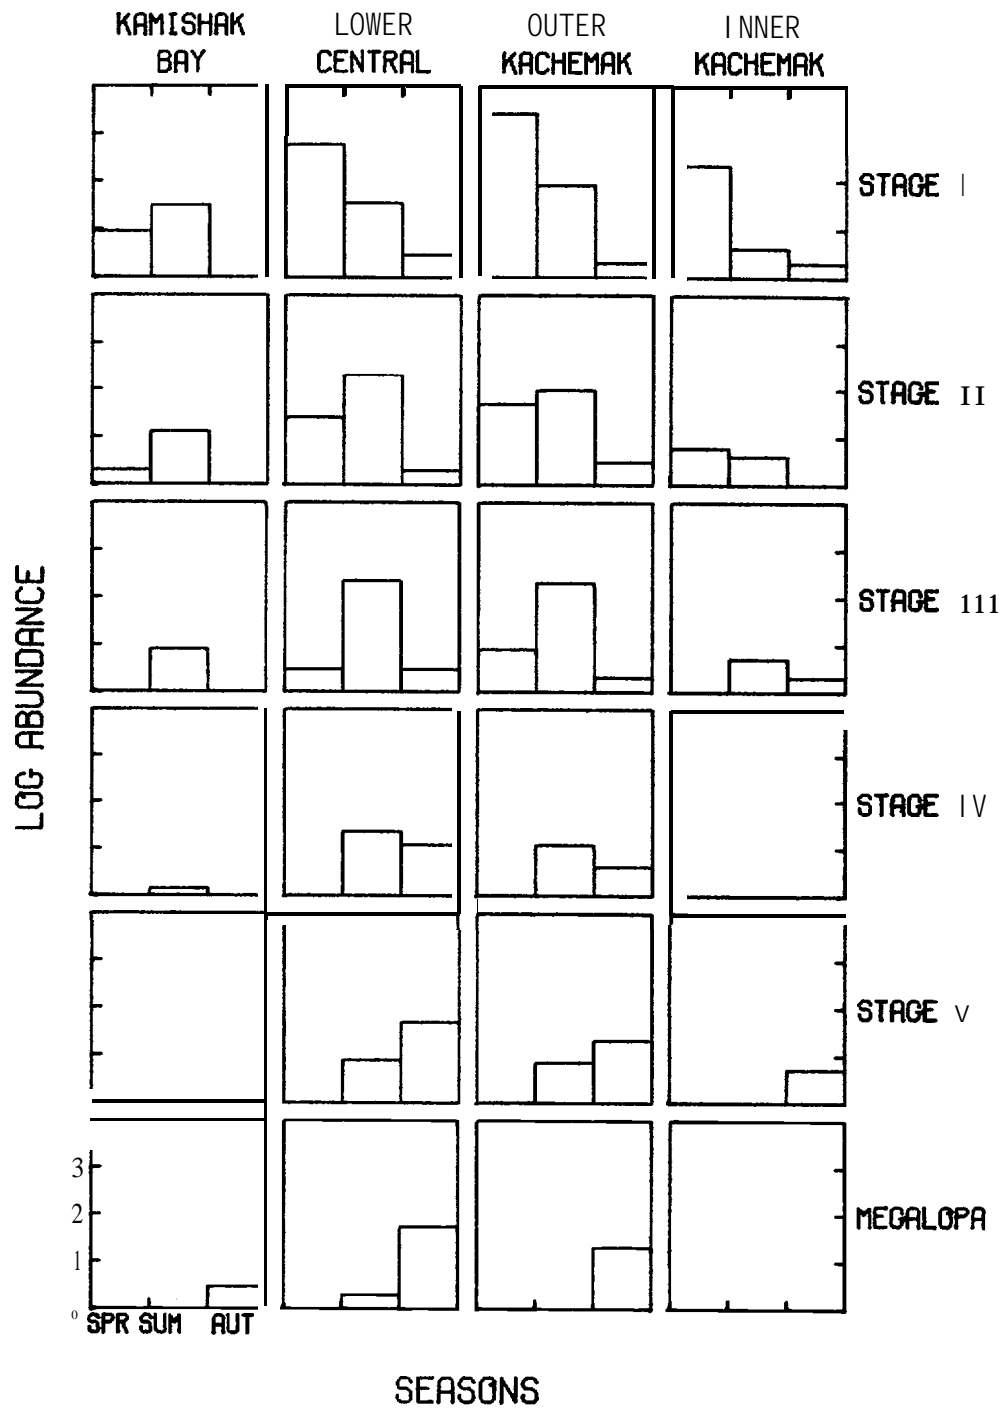 KAMISHAK LOWER OUTER INNER
BAY CENTRAL KACHEMAK KACHEMAK
STAGE I
STAGE II
STAGE 111
STAGE IV
STAGE V
MEGALOPA
LOG ABUNDANCE
3
2
1
0
SPR SUM AUT
SEASONS